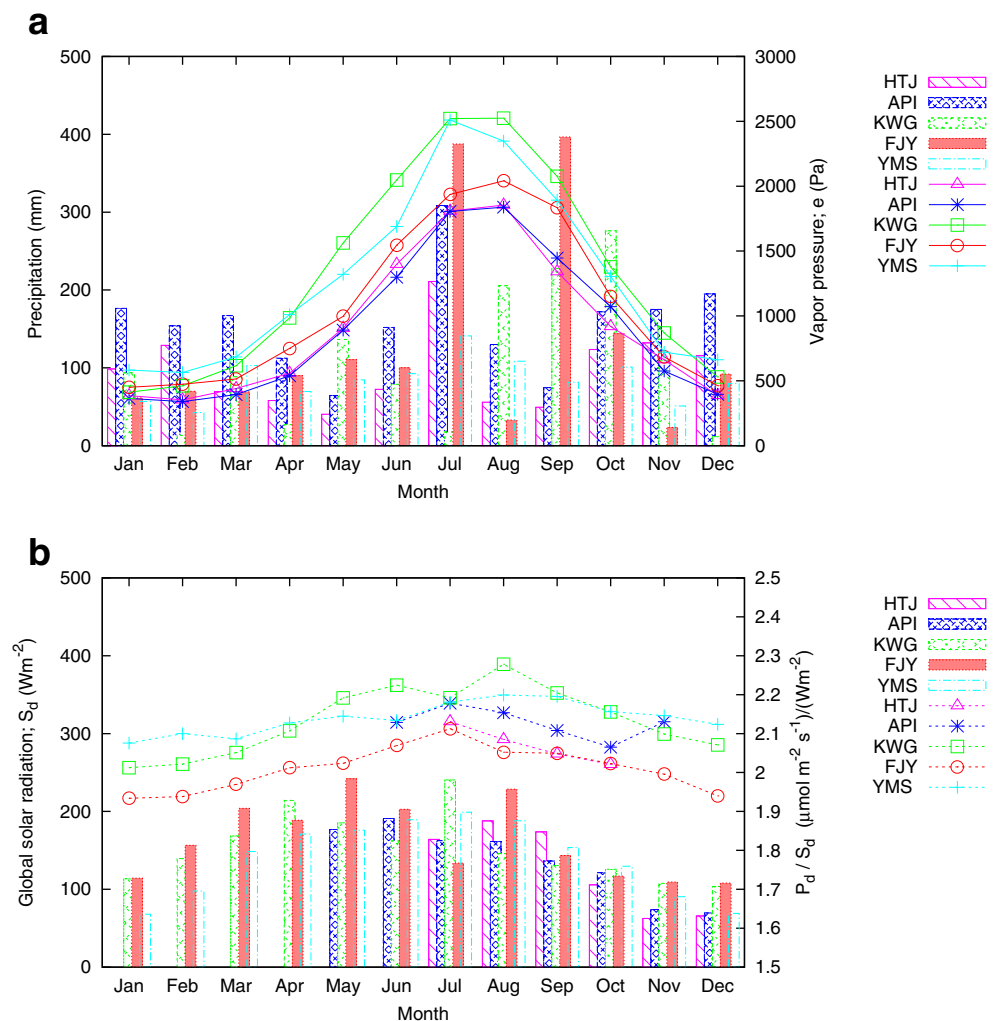 a
500
400
300
200
100
0
Precipitation (mm)
3000
2500
2000
1500
1000
500
0
Vapor pressure; e (Pa)
Jan Feb Mar Apr May Jun Jul Aug Sep Oct Nov Dec
Month
HTJ
API
KWG
FJY
YMS
HTJ
API
KWG
FJY
YMS
b
500
400
300
200
100
0
Global solar radiation; S_d (Wm⁻²)
2.5
2.4
2.3
2.2
2.1
2
1.9
1.8
1.7
1.6
1.5
P_d / S_d (μmol m⁻² s⁻¹)/(Wm⁻²)
Jan Feb Mar Apr May Jun Jul Aug Sep Oct Nov Dec
Month
HTJ
API
KWG
FJY
YMS
HTJ
API
KWG
FJY
YMS